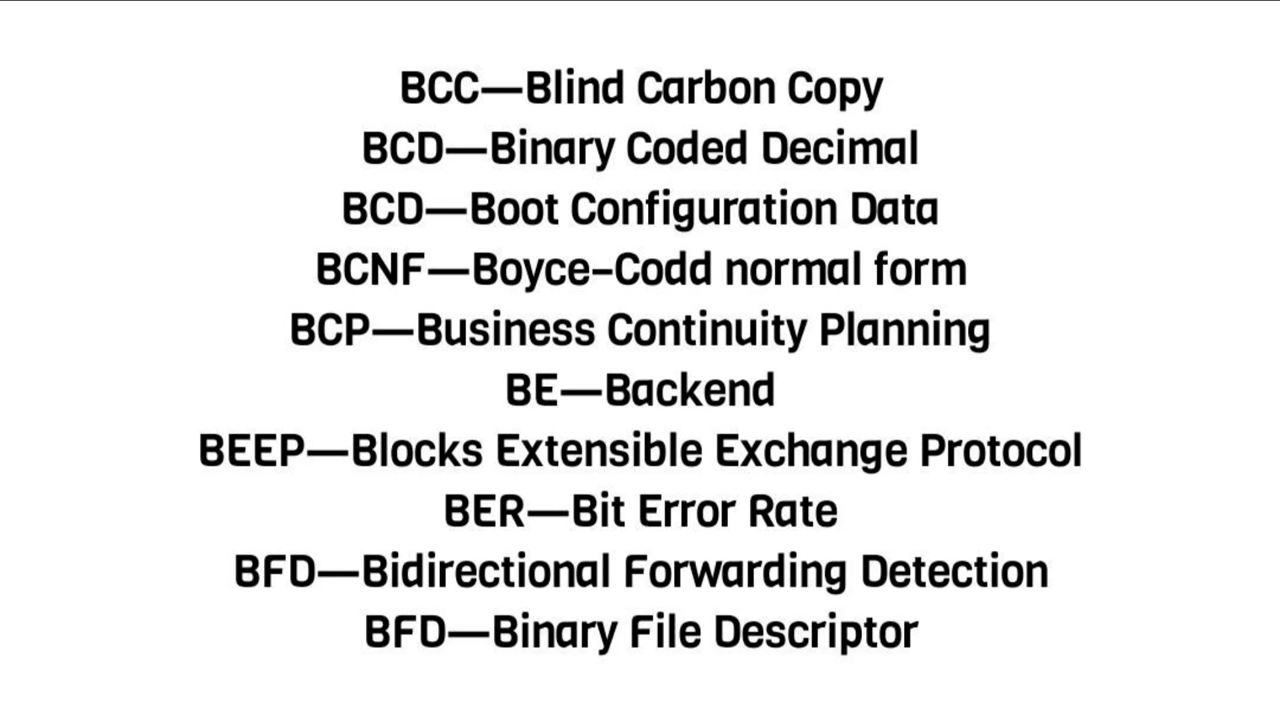 BCC—Blind Carbon Copy
BCD—Binary Coded Decimal
BCD—Boot Configuration Data
BCNF—Boyce–Codd normal form
BCP—Business Continuity Planning
BE—Backend
BEEP—Blocks Extensible Exchange Protocol
BER—Bit Error Rate
BFD—Bidirectional Forwarding Detection
BFD—Binary File Descriptor